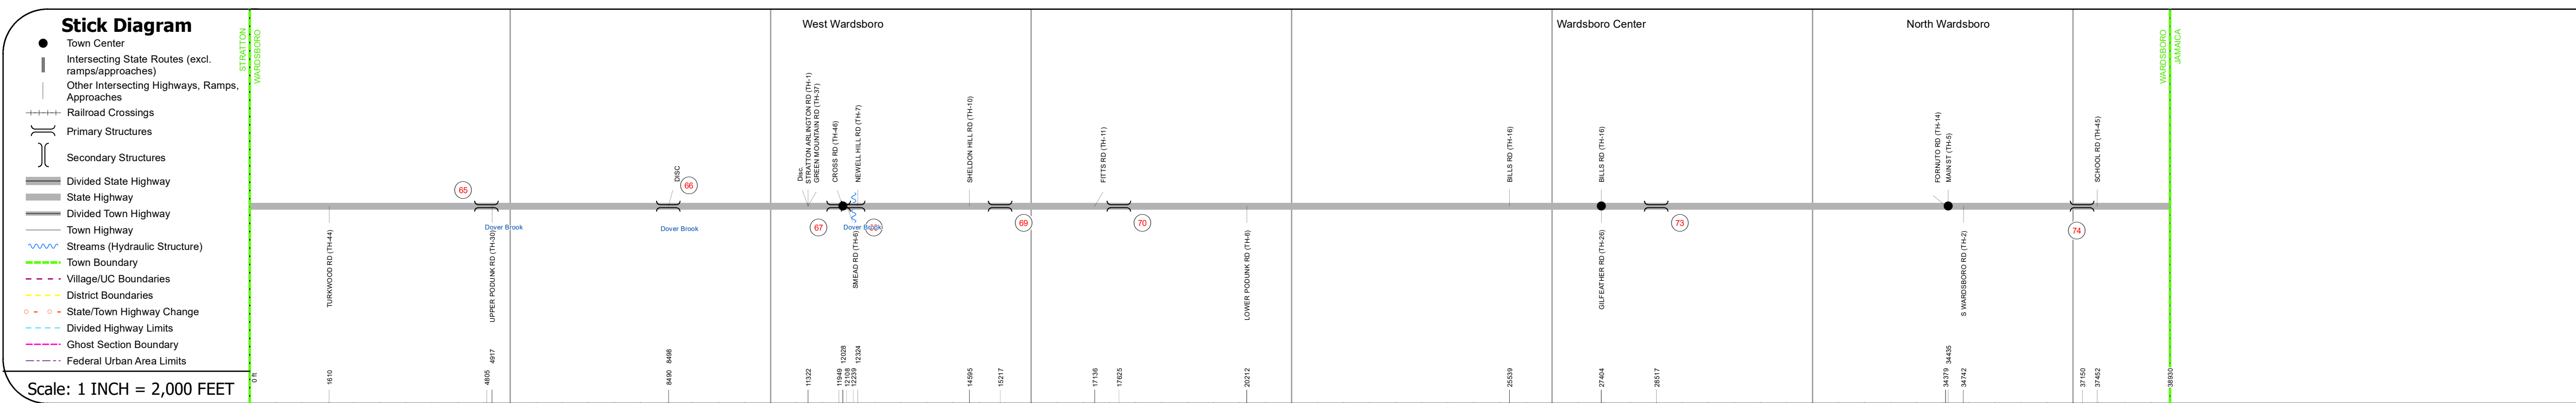 Stick Diagram
Town Center
Intersecting State Routes (excl.
ramps/approaches)
Other Intersecting Highways, Ramps,
Approaches
Railroad Crossings
Primary Structures
Secondary Structures
Divided State Highway
State Highway
Divided Town Highway
Town Highway
Streams (Hydraulic Structure)
Town Boundary
Village/UC Boundaries
District Boundaries
State/Town Highway Change
Divided Highway Limits
Ghost Section Boundary
Federal Urban Area Limits
Scale: 1 INCH = 2,000 FEET
STRATTON
WARDSBORO
West Wardsboro
Wardsboro Center
North Wardsboro
WARDSBORO
JAMAICA
DISC
Disc.
STRATTON ARLINGTON RD (TH-1)
GREEN MOUNTAIN RD (TH-37)
CROSS RD (TH-46)
NEWELL HILL RD (TH-7)
SHELDON HILL RD (TH-10)
FITTS RD (TH-11)
BILLS RD (TH-16)
BILLS RD (TH-16)
FORNUTO RD (TH-14)
MAIN ST (TH-5)
SCHOOL RD (TH-45)
65
66
67
69
70
73
74
Dover Brook
Dover Brook
Dover Brook
TURKWOOD RD (TH-44)
UPPER PODUNK RD (TH-30)
SMEAD RD (TH-6)
LOWER PODUNK RD (TH-6)
GILFEATHER RD (TH-26)
S WARDSBORO RD (TH-2)
0 ft
1610
4805
4917
8490
8498
11322
11949
12028
12108
12239
12324
14595
15217
17136
17625
20212
25539
27404
28517
34379
34435
34742
37150
37452
38930